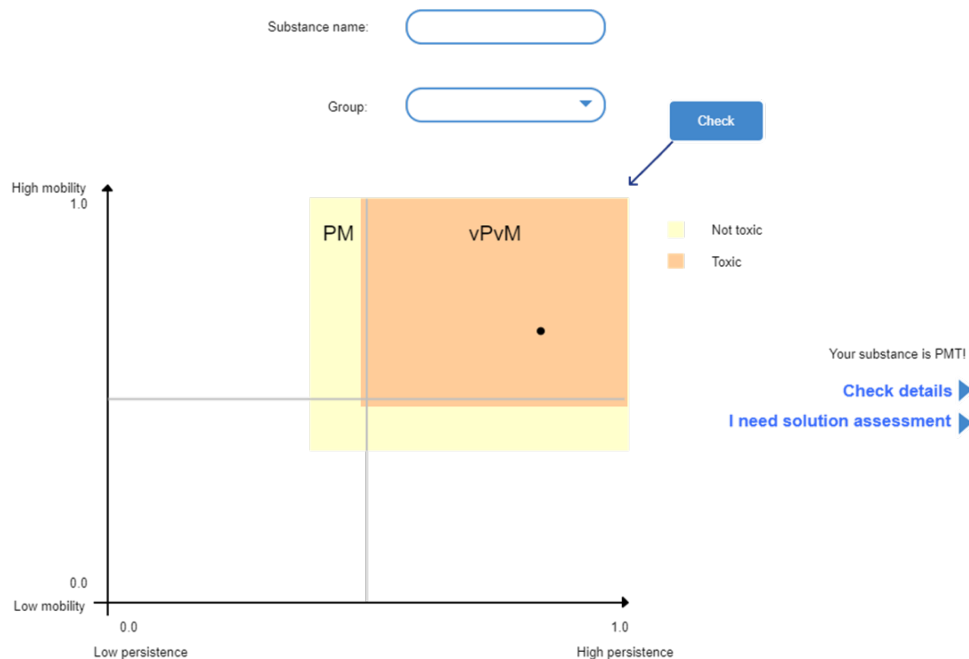 Substance name:
Group:
Check
High mobility
1.0
PM
vPvM
Not toxic
Toxic
Your substance is PMT!
Check details
I need solution assessment
0.0
Low mobility
0.0
1.0
Low persistence
High persistence